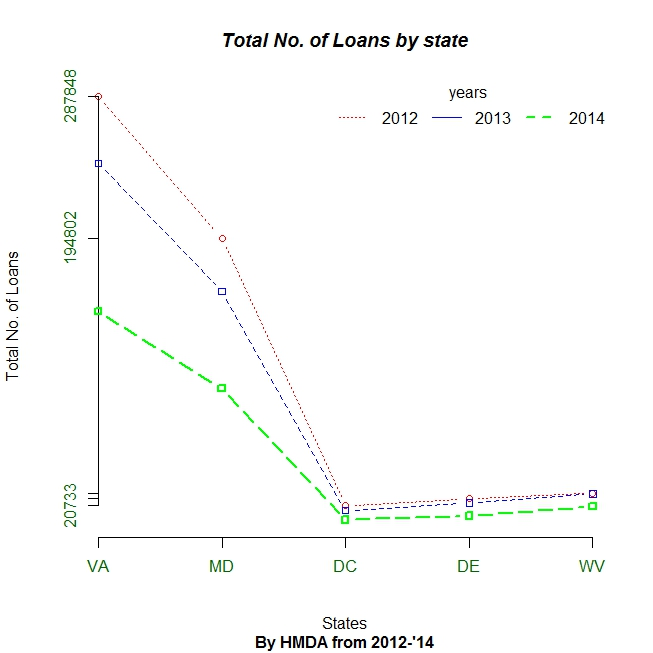 Total No. of Loans by state
years
2012 2013 2014
287848
194802
20733
Total No. of Loans
VA MD DC DE WV
States
By HMDA from 2012-'14